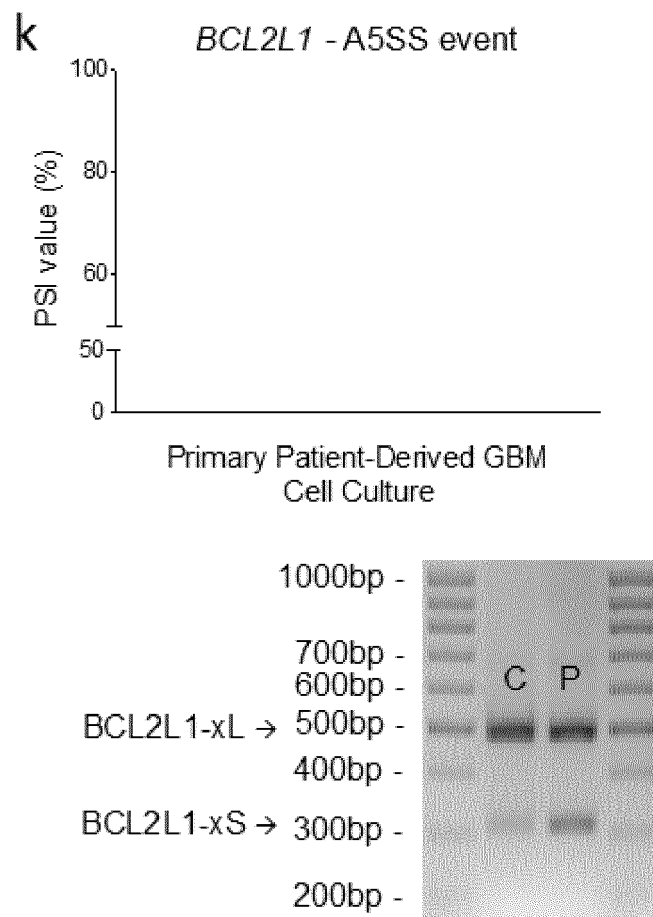 k
BCL2L1 - A5SS event
PSI value (%)
100
80
60
50
0
Primary Patient-Derived GBM
Cell Culture
1000bp -
700bp -
600bp -
C P
BCL2L1-xL → 500bp -
400bp -
BCL2L1-xS → 300bp -
200bp -